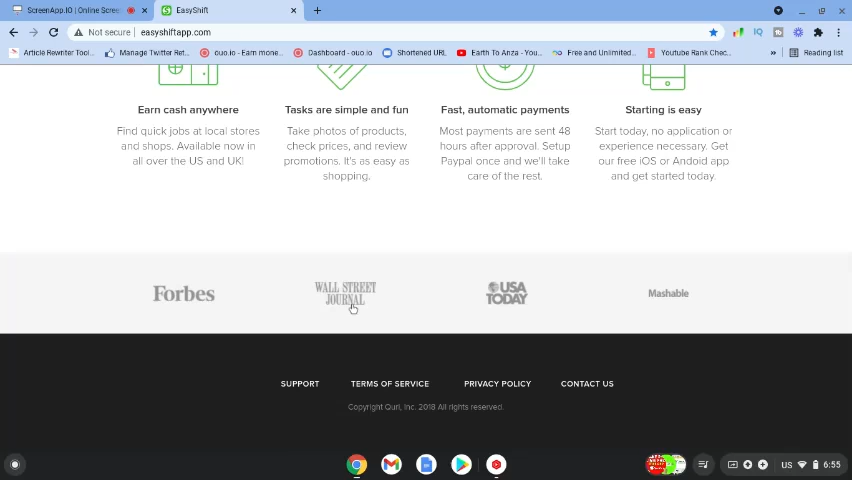 ScreenApp.IO | Online Screen
EasyShift
Not secure | easyshiftapp.com
Article Rewriter Tool...
Manage Twitter Ret...
ouo.io - Earn mone...
Dashboard - ouo.io
Shortened URL
Earth To Anza - You...
Free and Unlimited...
Youtube Rank Chec...
»
Reading list
Earn cash anywhere
Find quick jobs at local stores
and shops. Available now in
all over the US and UK!
Tasks are simple and fun
Take photos of products,
check prices, and review
promotions. It's as easy as
shopping.
Fast, automatic payments
Most payments are sent 48
hours after approval. Setup
Paypal once and we'll take
care of the rest.
Starting is easy
Start today, no application or
experience necessary. Get
our free iOS or Andoid app
and get started today.
Forbes
WALL STREET
JOURNAL
USA
TODAY
Mashable
SUPPORT
TERMS OF SERVICE
PRIVACY POLICY
CONTACT US
Copyright Quri, Inc. 2018 All rights reserved.
US
6:55